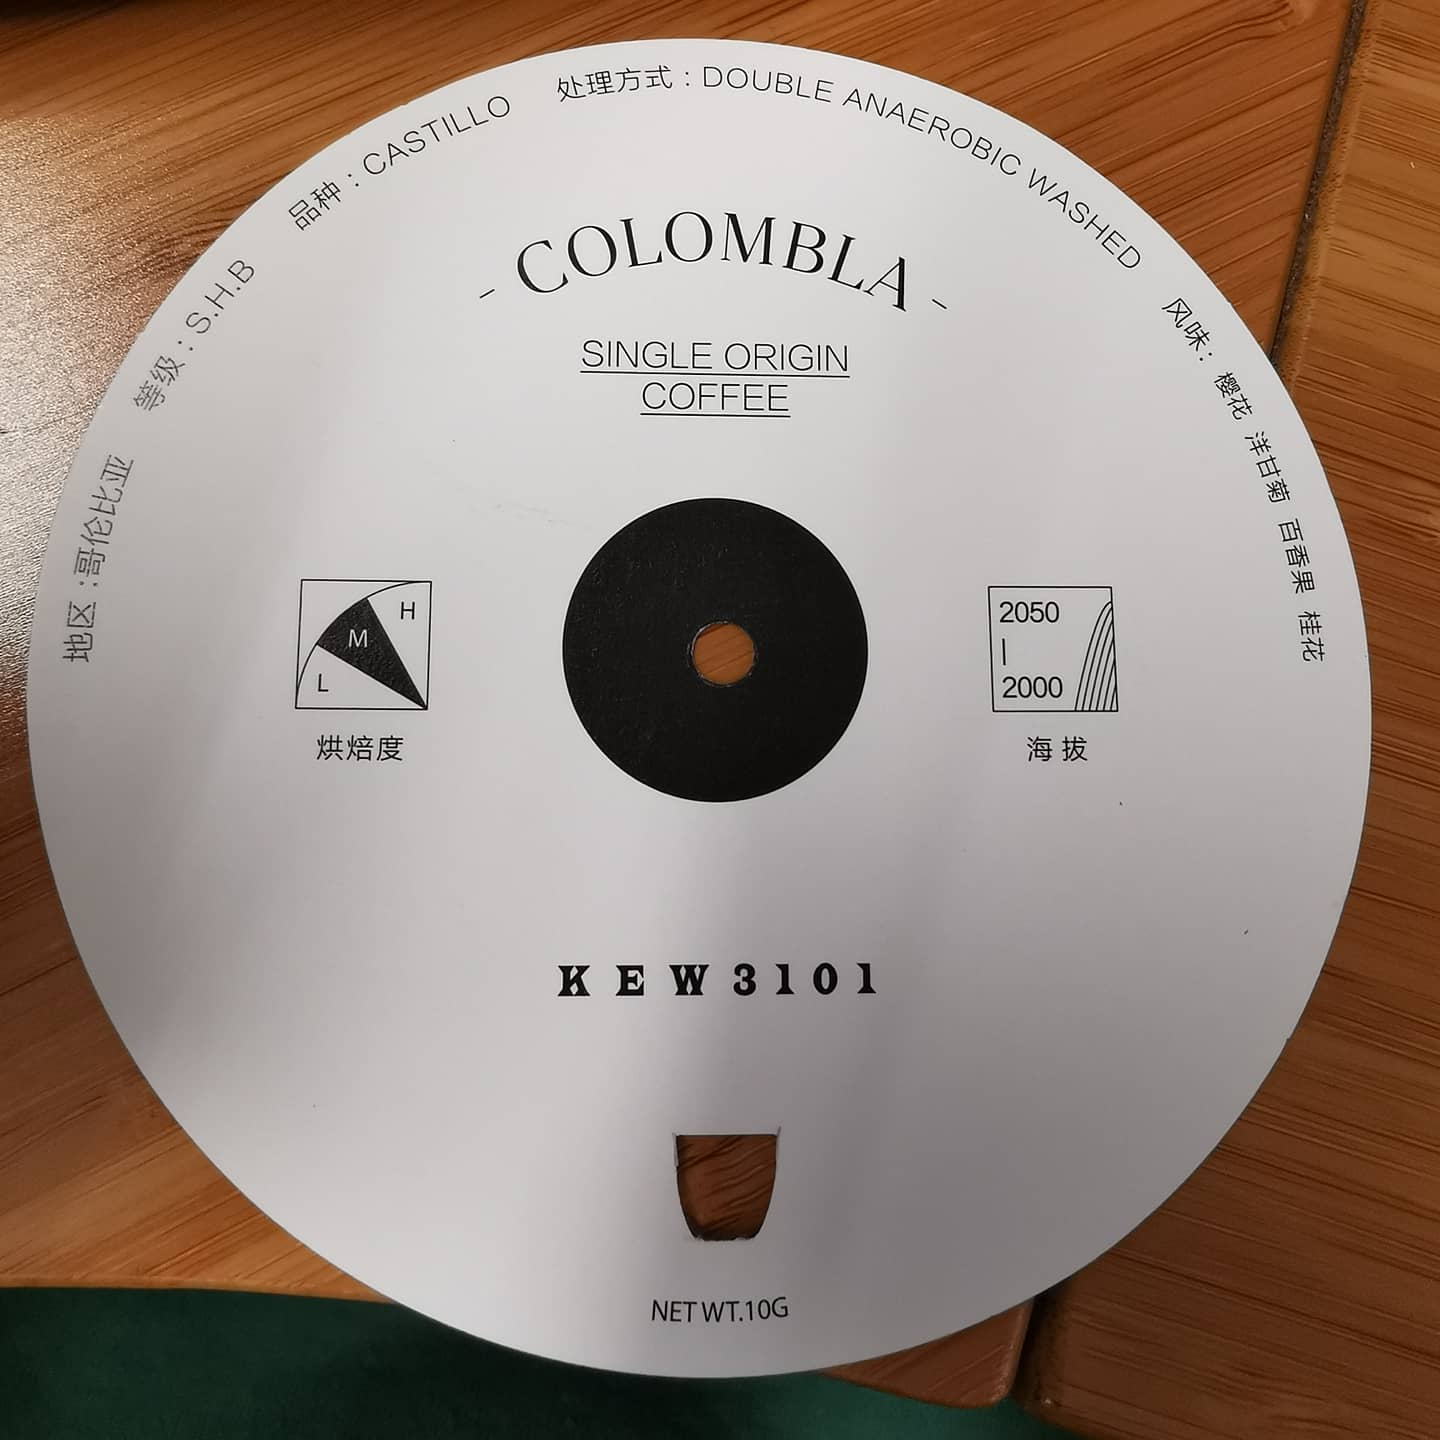 地区:哥伦比亚
等级:S.H.B
品种:CASTILLO
处理方式:DOUBLE ANAEROBIC WASHED
风味: 樱花 洋甘菊 百香果 桂花
- COLOMBLA -
SINGLE ORIGIN
COFFEE
H
M
L
烘焙度
2050
|
2000
海拔
KEW3101
NET WT.10G